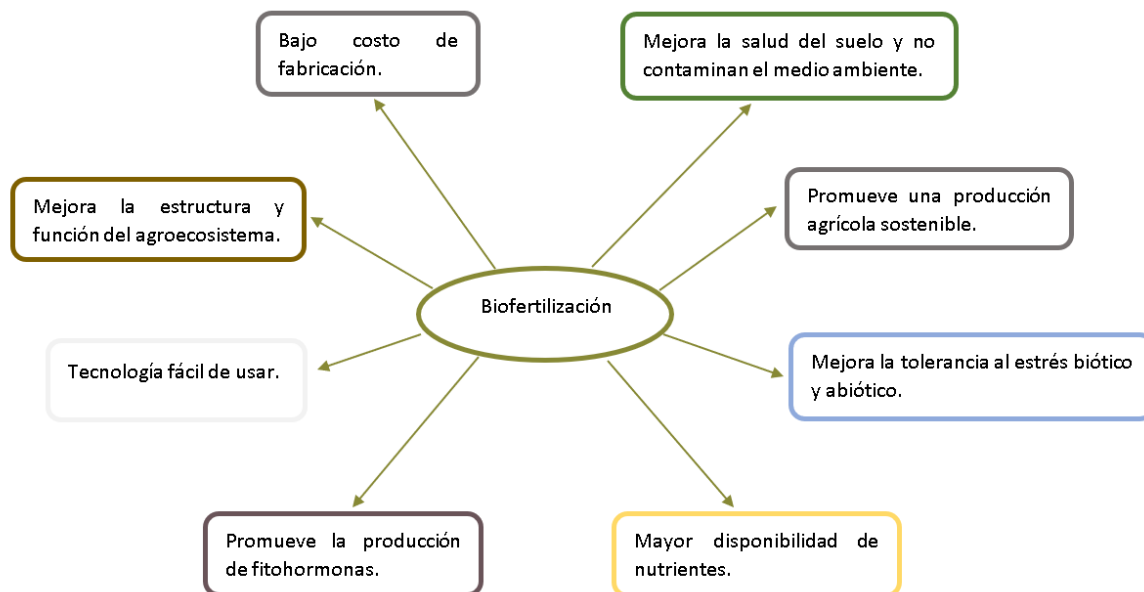 Bajo costo de
fabricación.
Mejora la salud del suelo y no
contaminan el medio ambiente.
Mejora la estructura y
función del agroecosistema.
Promueve una producción
agrícola sostenible.
Biofertilización
Tecnología fácil de usar.
Mejora la tolerancia al estrés biótico
y abiótico.
Promueve la producción
de fitohormonas.
Mayor disponibilidad de
nutrientes.